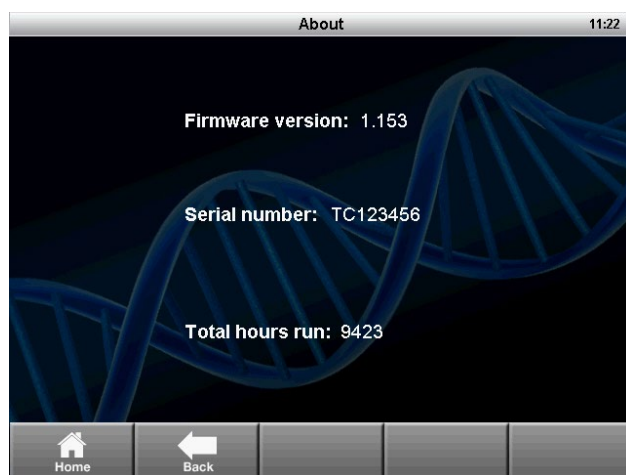 About 11:22
Firmware version: 1.153
Serial number: TC123456
Total hours run: 9423
Home Back